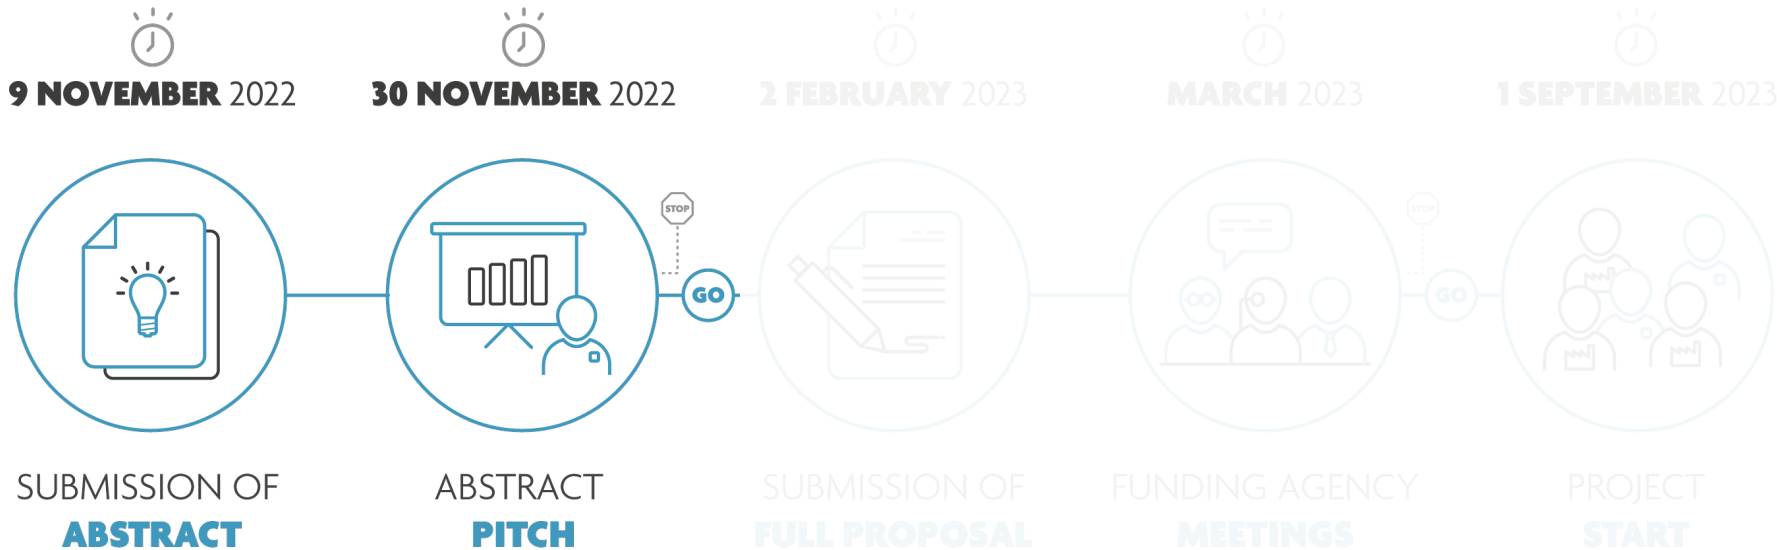 9 NOVEMBER 2022
30 NOVEMBER 2022
2 FEBRUARY 2023
MARCH 2023
1 SEPTEMBER 2023
STOP
GO
STOP
GO
SUBMISSION OF
ABSTRACT
ABSTRACT
PITCH
SUBMISSION OF
FULL PROPOSAL
FUNDING AGENCY
MEETINGS
PROJECT
START